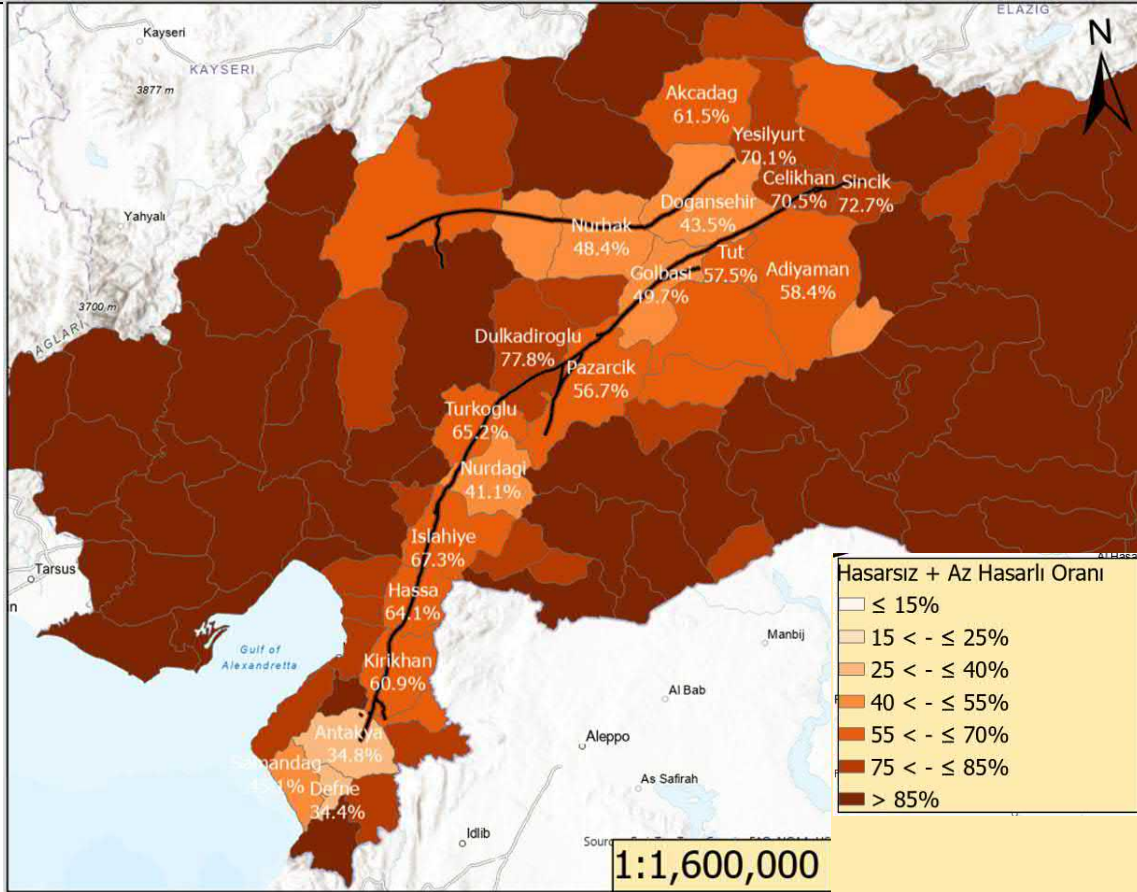 ELAZIG
Kayseri
KAYSERI
3877 m
N
Akcadag
61.5%
Yesilyurt
70.1%
Celikhan
70.5%
Sincik
72.7%
Yahyalı
Dogansehir
43.5%
Nurhak
48.4%
Tut
57.5%
Golbasi
49.7%
Adiyaman
58.4%
3700 m
AGLARI
Dulkadiroglu
77.8%
Pazarcik
56.7%
Turkoglu
65.2%
Nurdagi
41.1%
Islahiye
67.3%
Tarsus
Hassa
64.1%
Gulf of
Alexandretta
Kirikhan
60.9%
Manbij
Al Bab
Antakya
34.8%
Aleppo
Samandag
Defne
34.4%
As Safirah
Idlib
1:1,600,000
Hasarsız + Az Hasarlı Oranı
≤ 15%
15 < - ≤ 25%
25 < - ≤ 40%
40 < - ≤ 55%
55 < - ≤ 70%
75 < - ≤ 85%
> 85%